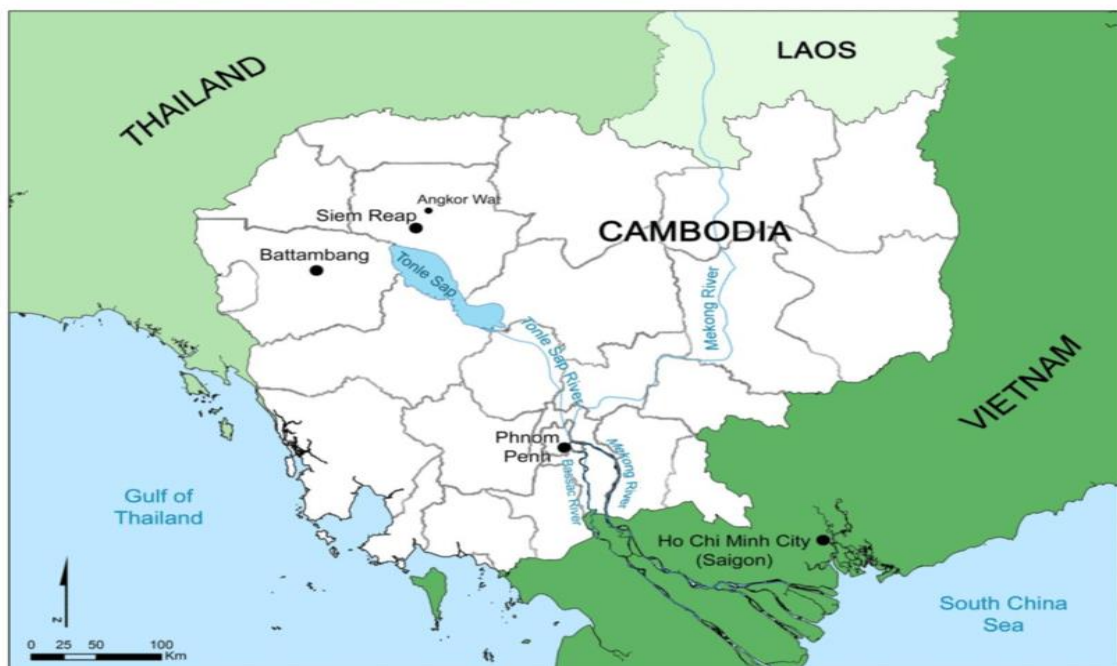 LAOS
THAILAND
Angkor Wat
Siem Reap
CAMBODIA
Battambang
Tonle Sap
Mekong River
Tonle Sap River
VIETNAM
Phnom
Penh
Mekong River
Bassac River
Gulf of
Thailand
Ho Chi Minh City
(Saigon)
South China
Sea
z
0 25 50 100
Km